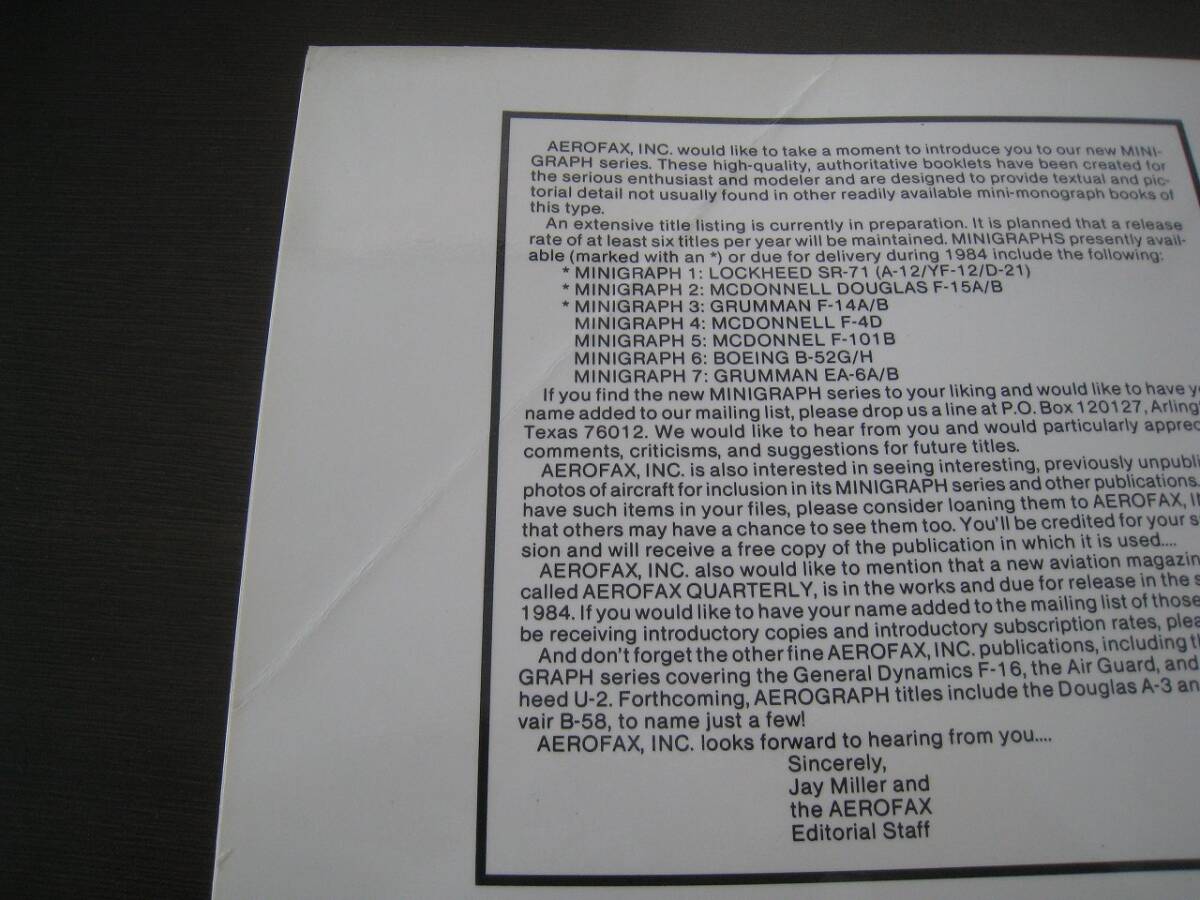 AEROFAX, INC. would like to take a moment to introduce you to our new MINI-
GRAPH series. These high-quality, authoritative booklets have been created for
the serious enthusiast and modeler and are designed to provide textual and pic-
torial detail not usually found in other readily available mini-monograph books of
this type.
An extensive title listing is currently in preparation. It is planned that a release
rate of at least six titles per year will be maintained. MINIGRAPHS presently avail-
able (marked with an *) or due for delivery during 1984 include the following:
* MINIGRAPH 1: LOCKHEED SR-71 (A-12/YF-12/D-21)
* MINIGRAPH 2: MCDONNELL DOUGLAS F-15A/B
* MINIGRAPH 3: GRUMMAN F-14A/B
MINIGRAPH 4: MCDONNELL F-4D
MINIGRAPH 5: MCDONNEL F-101B
MINIGRAPH 6: BOEING B-52G/H
MINIGRAPH 7: GRUMMAN EA-6A/B
If you find the new MINIGRAPH series to your liking and would like to have
name added to our mailing list, please drop us a line at P.O. Box 120127,
Texas 76012. We would like to hear from you and would particularly
comments, criticisms, and suggestions for future titles.
AEROFAX, INC. is also interested in seeing interesting, previously
photos of aircraft for inclusion in its MINIGRAPH series and other publications.
have such items in your files, please consider loaning them to AEROFAX,
that others may have a chance to see them too. You'll be credited for your
sion and will receive a free copy of the publication in which it is used....
AEROFAX, INC. also would like to mention that a new aviation
called AEROFAX QUARTERLY, is in the works and due for release in the
1984. If you would like to have your name added to the mailing list of those
be receiving introductory copies and introductory subscription rates,
And don't forget the other fine AEROFAX, INC. publications, including
GRAPH series covering the General Dynamics F-16, the Air Guard, and
heed U-2. Forthcoming, AEROGRAPH titles include the Douglas A-3
vair B-58, to name just a few!
AEROFAX, INC. looks forward to hearing from you....
Sincerely,
Jay Miller and
the AEROFAX
Editorial Staff